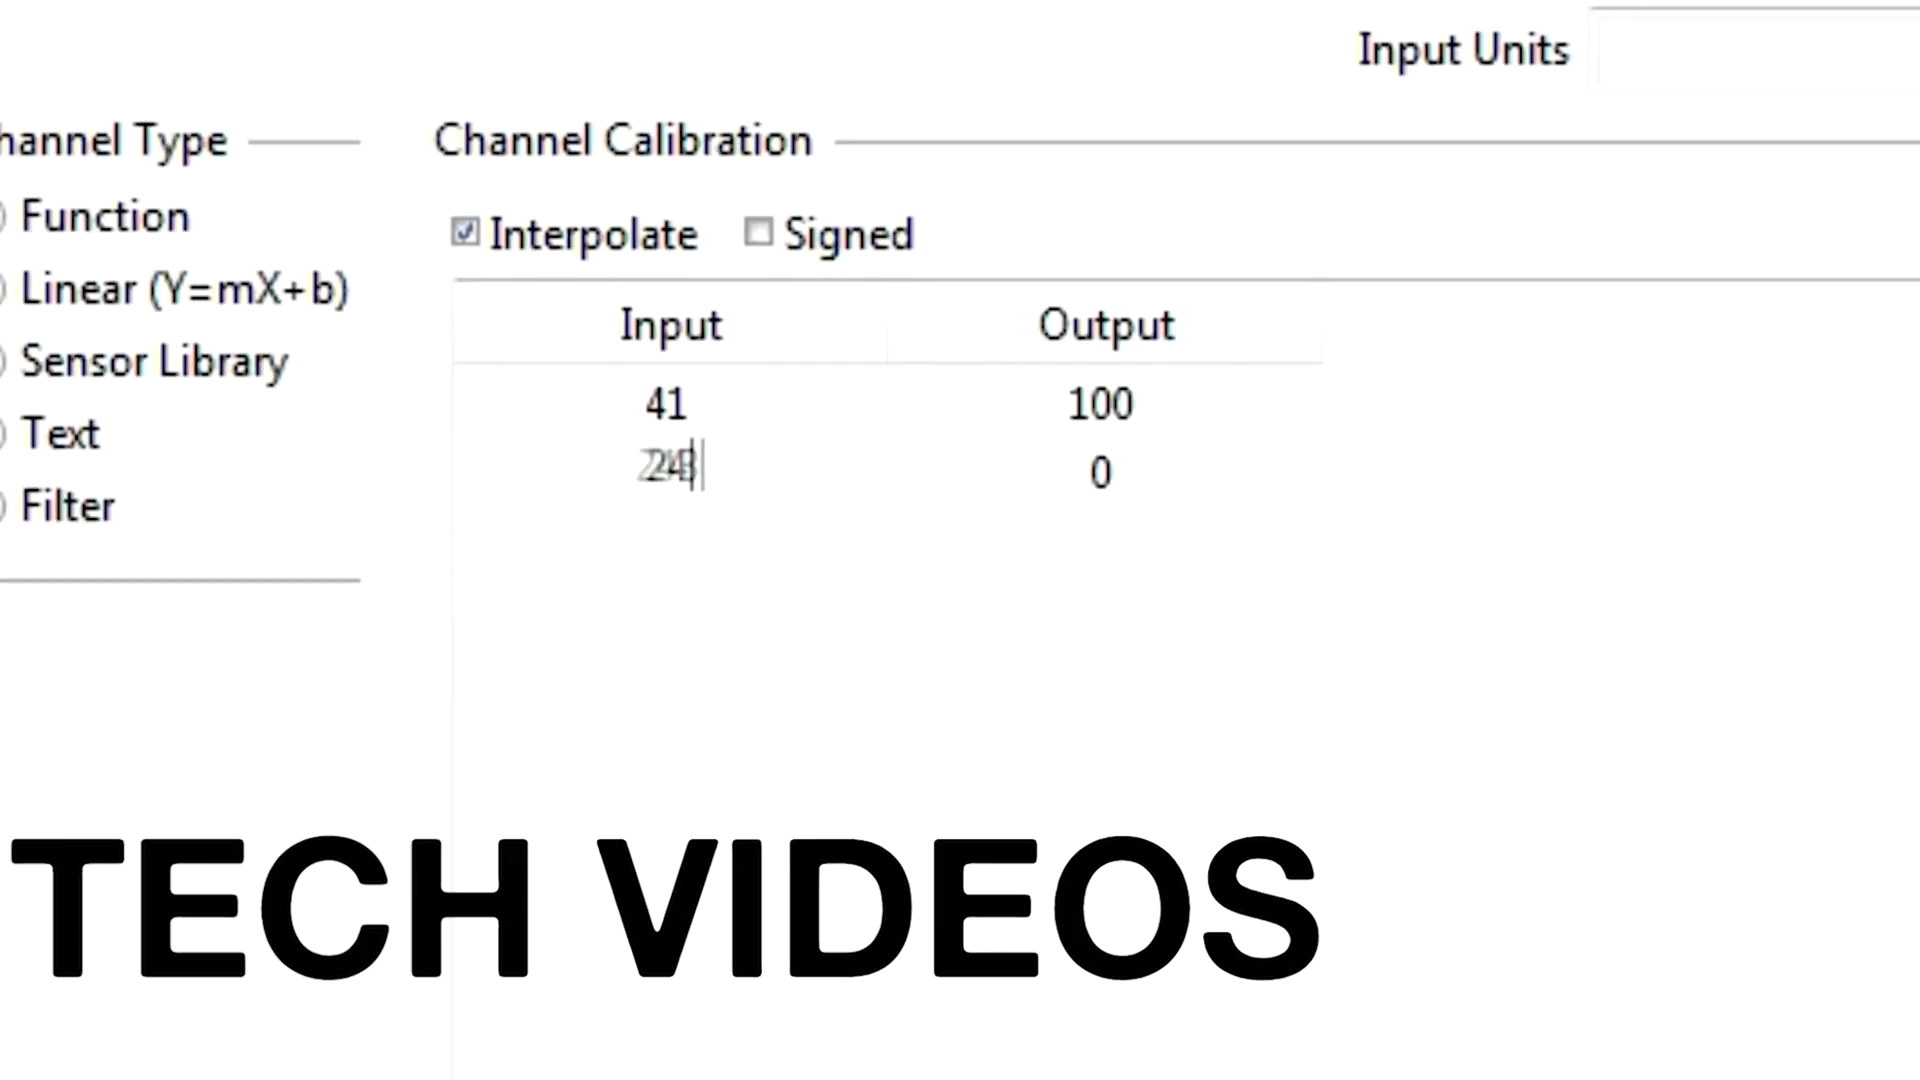 Input Units
hannel Type
Channel Calibration
Function
Interpolate
Signed
Linear (Y=mX+b)
Input
Output
Sensor Library
41
100
Text
0
Filter
TECH VIDEOS